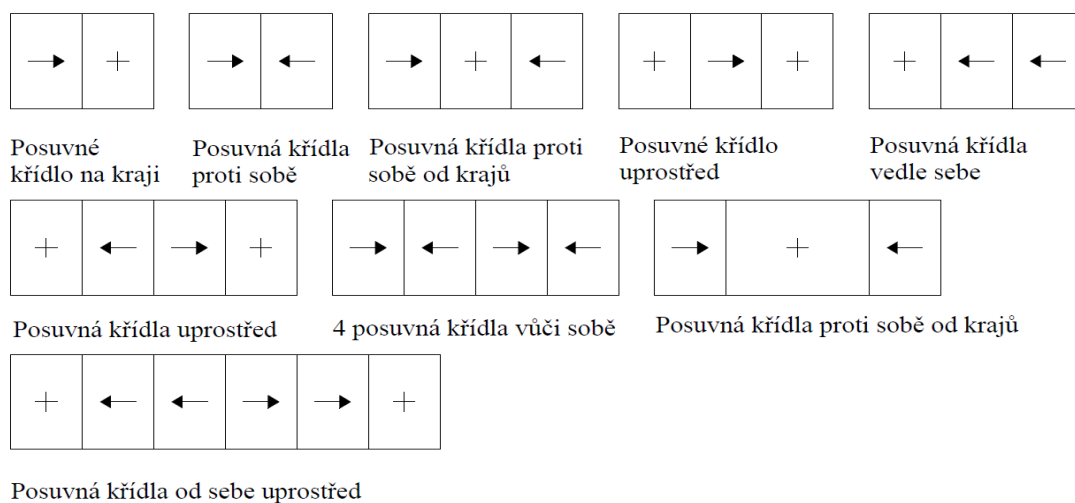 Posuvné
křídlo na kraji
Posuvná křídla
proti sobě
Posuvná křídla proti
sobě od krajů
Posuvné křídlo
uprostřed
Posuvná křídla
vedle sebe
Posuvná křídla uprostřed
4 posuvná křídla vůči sobě
Posuvná křídla proti sobě od krajů
Posuvná křídla od sebe uprostřed